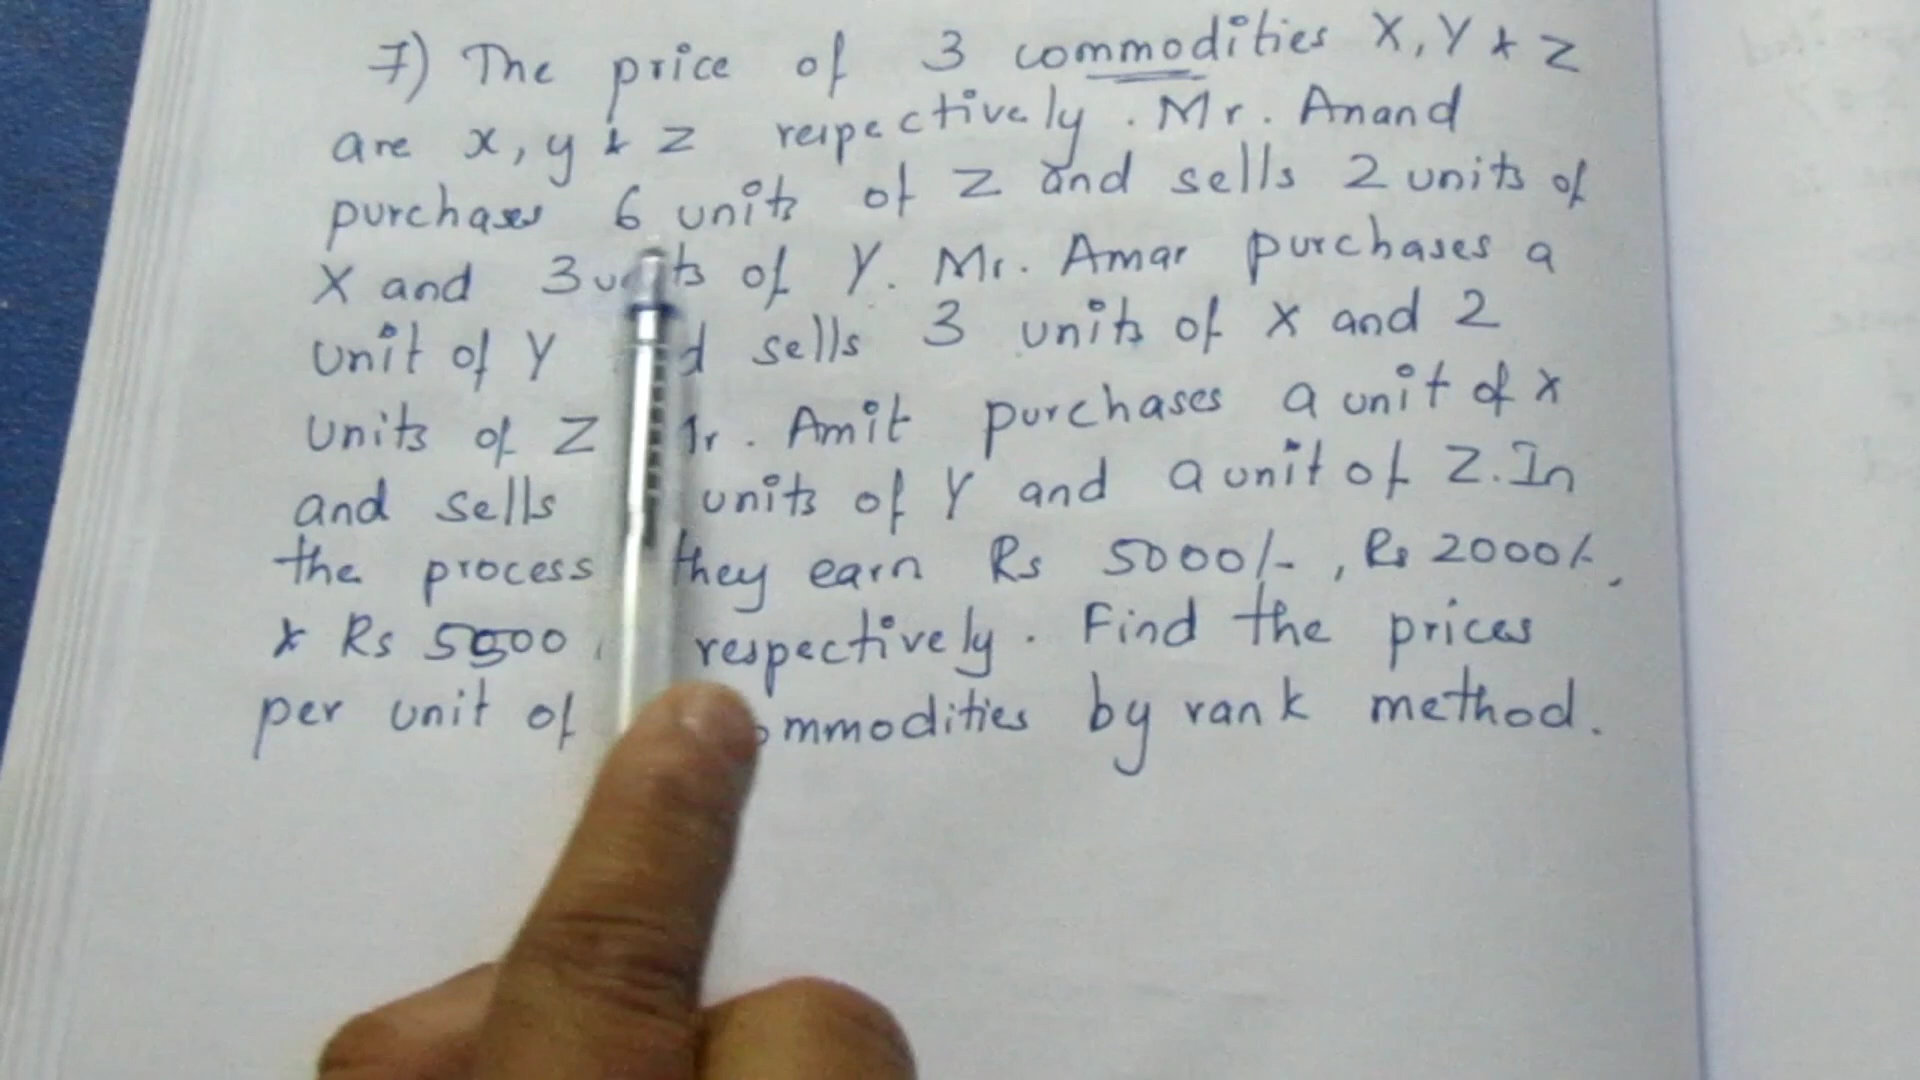 7) The price of 3 commodities X, Y & Z
are x, y & z respectively. Mr. Anand
purchases 6 units of Z and sells 2 units of
X and 3 units of Y. Mr. Amar purchases a
unit of Y sells 3 units of X and 2
units of Z Amit purchases a unit of X
and sells units of Y and a unit of Z. In
the process they earn Rs 5000/-, Rs 2000/-,
& Rs 5500 respectively. Find the prices
per unit of commodities by rank method.